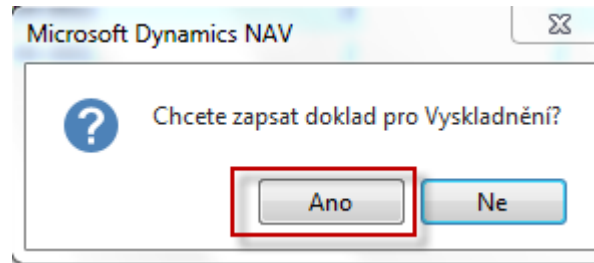 Microsoft Dynamics NAV
Chcete zapsat doklad pro Vyskladnění?
Ano
Ne